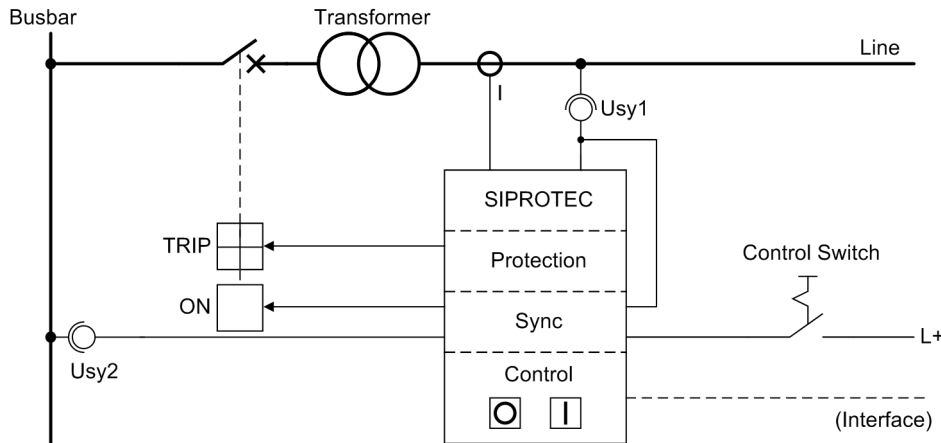 Busbar
Transformer
Line
I
Usy1
SIPROTEC
TRIP
Protection
Control Switch
ON
Sync
L+
Usy2
Control
O I
(Interface)